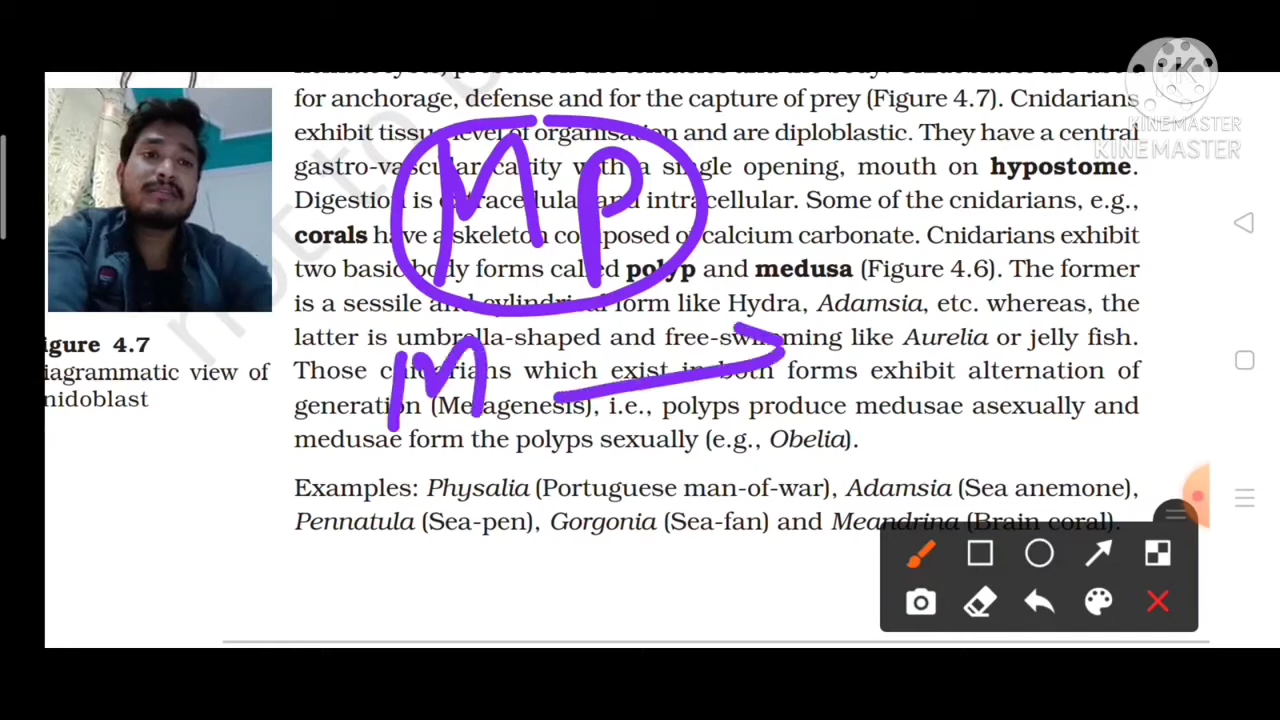 KINEMASTER
KINEMASTER
for anchorage, defense and for the capture of prey (Figure 4.7). Cnidarians
exhibit tissue level of organisation and are diploblastic. They have a central
gastro-vascular cavity with a single opening, mouth on hypostome.
Digestion is extracellular and intracellular. Some of the cnidarians, e.g.,
corals have a skeleton composed of calcium carbonate. Cnidarians exhibit
two basic body forms called polyp and medusa (Figure 4.6). The former
is a sessile and cylindrical form like Hydra, Adamsia, etc. whereas, the
latter is umbrella-shaped and free-swimming like Aurelia or jelly fish.
Those cnidarians which exist in both forms exhibit alternation of
generation (Metagenesis), i.e., polyps produce medusae asexually and
medusae form the polyps sexually (e.g., Obelia).
Examples: Physalia (Portuguese man-of-war), Adamsia (Sea anemone),
Pennatula (Sea-pen), Gorgonia (Sea-fan) and Meandrina (Brain coral).
igure 4.7
iagrammatic view of
nidoblast
MP
M
not to b